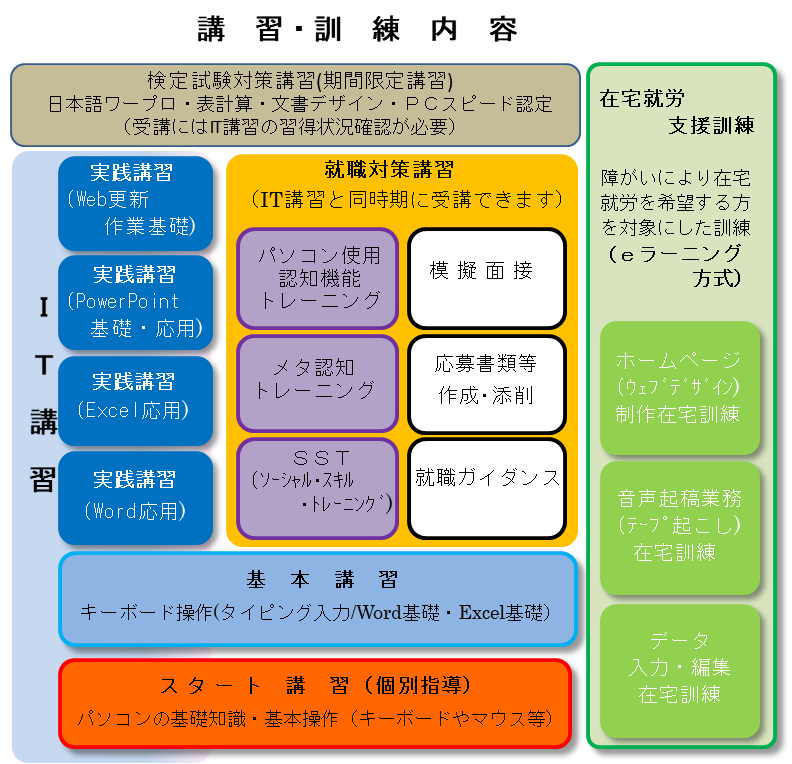 講 習・訓 練 内 容
検定試験対策講習(期間限定講習)
日本語ワープロ・表計算・文書デザイン・ＰＣスピード認定
（受講にはIT講習の習得状況確認が必要）
ＩＴ講習
実践講習
(Web更新
作業基礎)
実践講習
(PowerPoint
基礎・応用)
実践講習
(Excel応用)
実践講習
(Word応用)
就職対策講習
（IT講習と同時期に受講できます）
パソコン使用
認知機能
トレーニング
模 擬 面 接
メタ認知
トレーニング
応募書類等
作成・添削
ＳＳＴ
(ｿｰｼｬﾙ・ｽｷﾙ
・ﾄﾚｰﾆﾝｸﾞ)
就職ガイダンス
基 本 講 習
キーボード操作(タイピング入力/Word基礎・Excel基礎）
ス タ ー ト 講 習（個別指導）
パソコンの基礎知識・基本操作（キーボードやマウス等）
在宅就労
支援訓練
障がいにより在宅
就労を希望する方
を対象にした訓練
（ｅラーニング
方式）
ホームページ
(ｳｪﾌﾞﾃﾞｻﾞｲﾝ)
制作在宅訓練
音声起稿業務
(ﾃｰﾌﾟ起こし)
在宅訓練
データ
入力・編集
在宅訓練